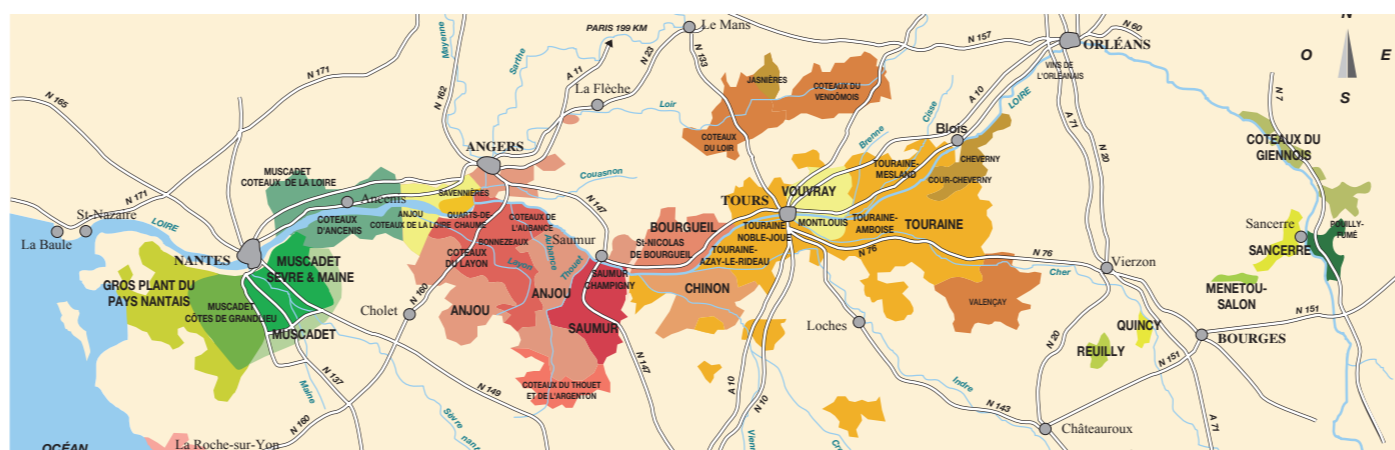 PARIS 199 KM
Le Mans
N 157
N 60
ORLÉANS
N
O
E
S
Mayenne
Sarthe
N 23
A 11
N 133
N 171
N 165
N 162
La Flèche
Loir
JASNIÈRES
COTEAUX DU
VENDÔMOIS
COTEAUX
DU LOIR
Brenne
Cisse
A 10
LOIRE
VINS DE
L'ORLÉANAIS
A 71
N 20
N 7
COTEAUX DU
GIENNOIS
Blois
CHEVERNY
COUR-CHEVERNY
TOURAINE-
MESLAND
ANGERS
Couasnon
MUSCADET
COTEAUX DE LA LOIRE
Ancenis
COTEAUX
D'ANCENIS
SAVENNIÈRES
ANJOU
COTEAUX DE LA LOIRE
QUARTS-DE-
CHAUME
BONNEZEAUX
COTEAUX DE
L'AUBANCE
Aubance
N 147
Saumur
N 171
St-Nazaire
La Baule
LOIRE
NANTES
MUSCADET
SEVRE & MAINE
GROS PLANT DU
PAYS NANTAIS
MUSCADET
CÔTES DE GRANDLIEU
MUSCADET
COTEAUX
DU LAYON
Layon
Thouet
ANJOU
ANJOU
SAUMUR
CHAMPIGNY
SAUMUR
BOURGUEIL
St-NICOLAS
DE BOURGUEIL
CHINON
TOURS
VOUVRAY
MONTLOUIS
TOURAINE
NOBLE-JOUE
TOURAINE-
AZAY-LE-RIDEAU
TOURAINE-
AMBOISE
TOURAINE
N 76
N 76
Cher
Vierzon
VALENÇAY
Sancerre
SANCERRE
POUILLY-
FUMÉ
MENETOU-
SALON
QUINCY
REUILLY
N 151
BOURGES
N 151
N 20
Loches
Indre
N 143
Châteauroux
A 71
Cholet
N 160
N 149
N 147
COTEAUX DU THOUET
ET DE L'ARGENTON
A 10
N 10
N 137
N 160
Maine
Sèvre nant
La Roche-sur-Yon
OCÉAN